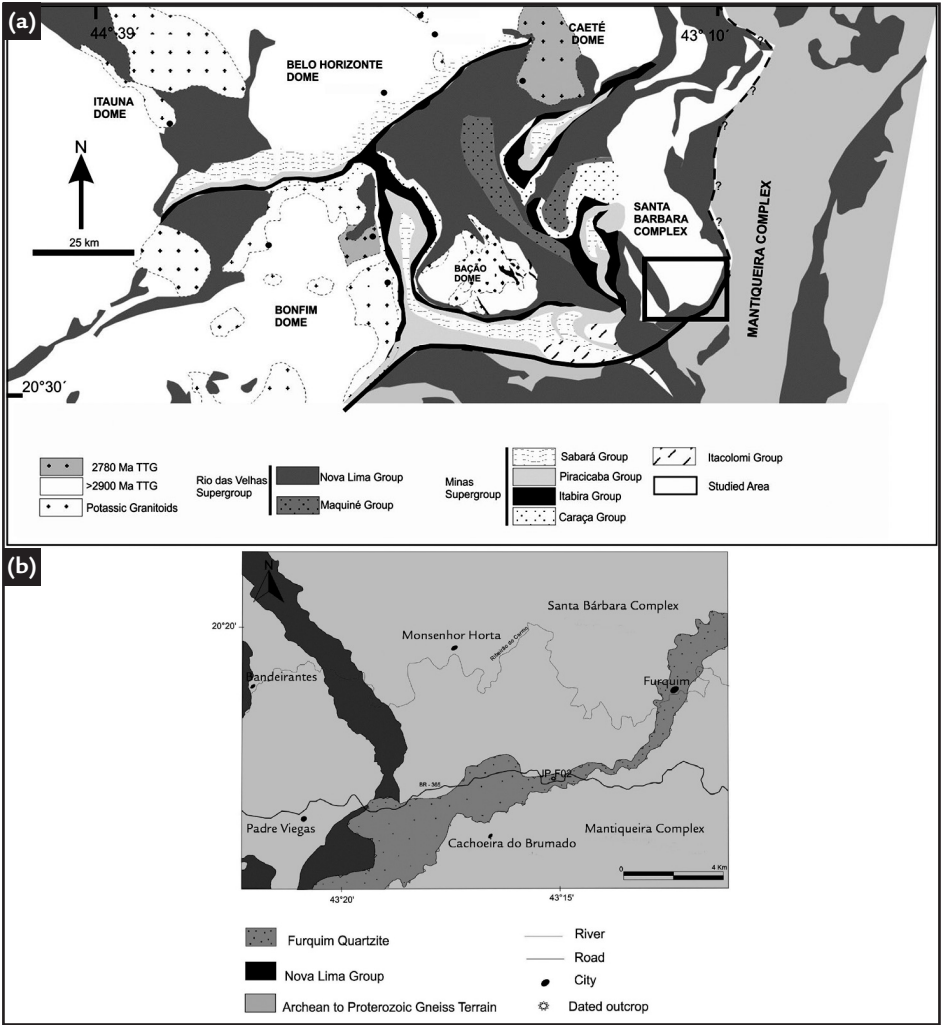 (a)
44° 39´
43° 10´
CAETÉ
DOME
BELO HORIZONTE
DOME
ITAUNA
DOME
?
N
?
?
25 km
SANTA
BARBARA
COMPLEX
?
MANTIQUEIRA COMPLEX
BAÇÃO
DOME
BONFIM
DOME
20°30´
2780 Ma TTG
>2900 Ma TTG
Potassic Granitoids
Rio das Velhas
Supergroup
Nova Lima Group
Maquiné Group
Minas
Supergroup
Sabará Group
Piracicaba Group
Itabira Group
Caraça Group
Itacolomi Group
Studied Area
(b)
N
Santa Bárbara Complex
20°20'
Monsenhor Horta
Ribeirão do Carmo
Bandeirantes
Furquim
JP-F02
Padre Viegas
Cachoeira do Brumado
Mantiqueira Complex
0 4 Km
43°20'
43°15'
Furquim Quartzite
Nova Lima Group
Archean to Proterozoic Gneiss Terrain
River
Road
City
Dated outcrop